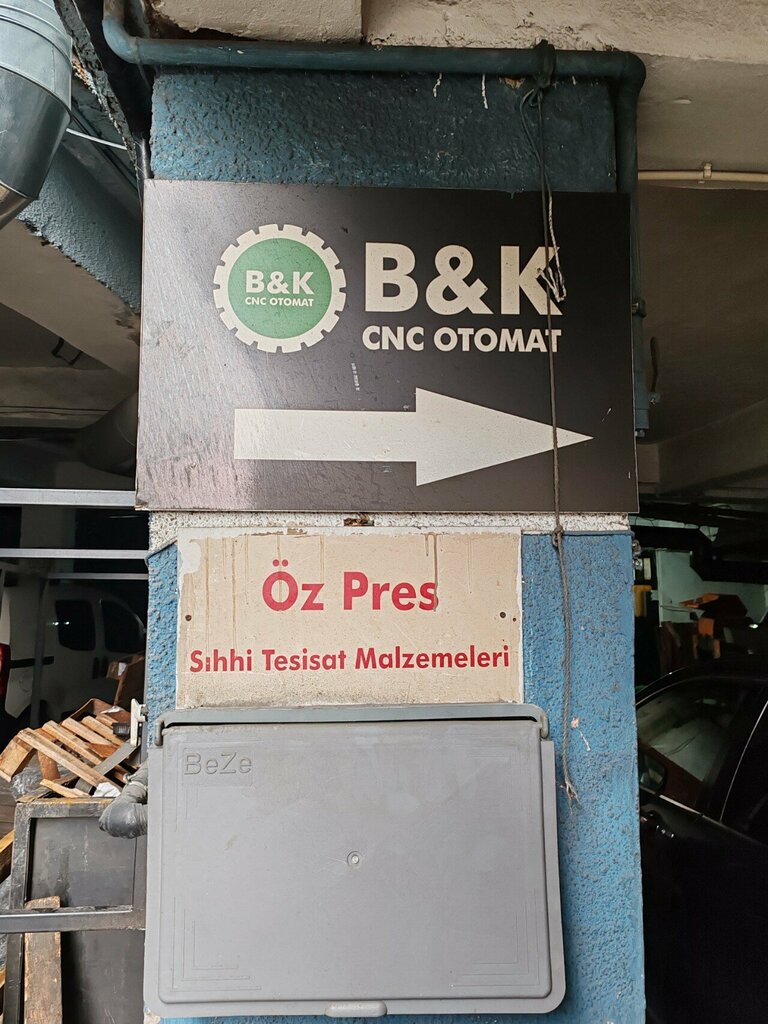 B&K
CNC OTOMAT
B&K
CNC OTOMAT
Öz Pres
Sıhhi Tesisat Malzemeleri
BeZe